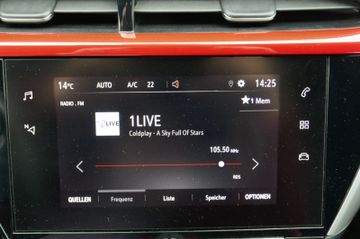 14°C AUTO A/C 22 14:25
RADIO . FM
★1 Mem
1LIVE 1LIVE
Coldplay - A Sky Full Of Stars
105.50 MHz
RDS
QUELLEN Frequenz Liste Speicher OPTIONEN
N